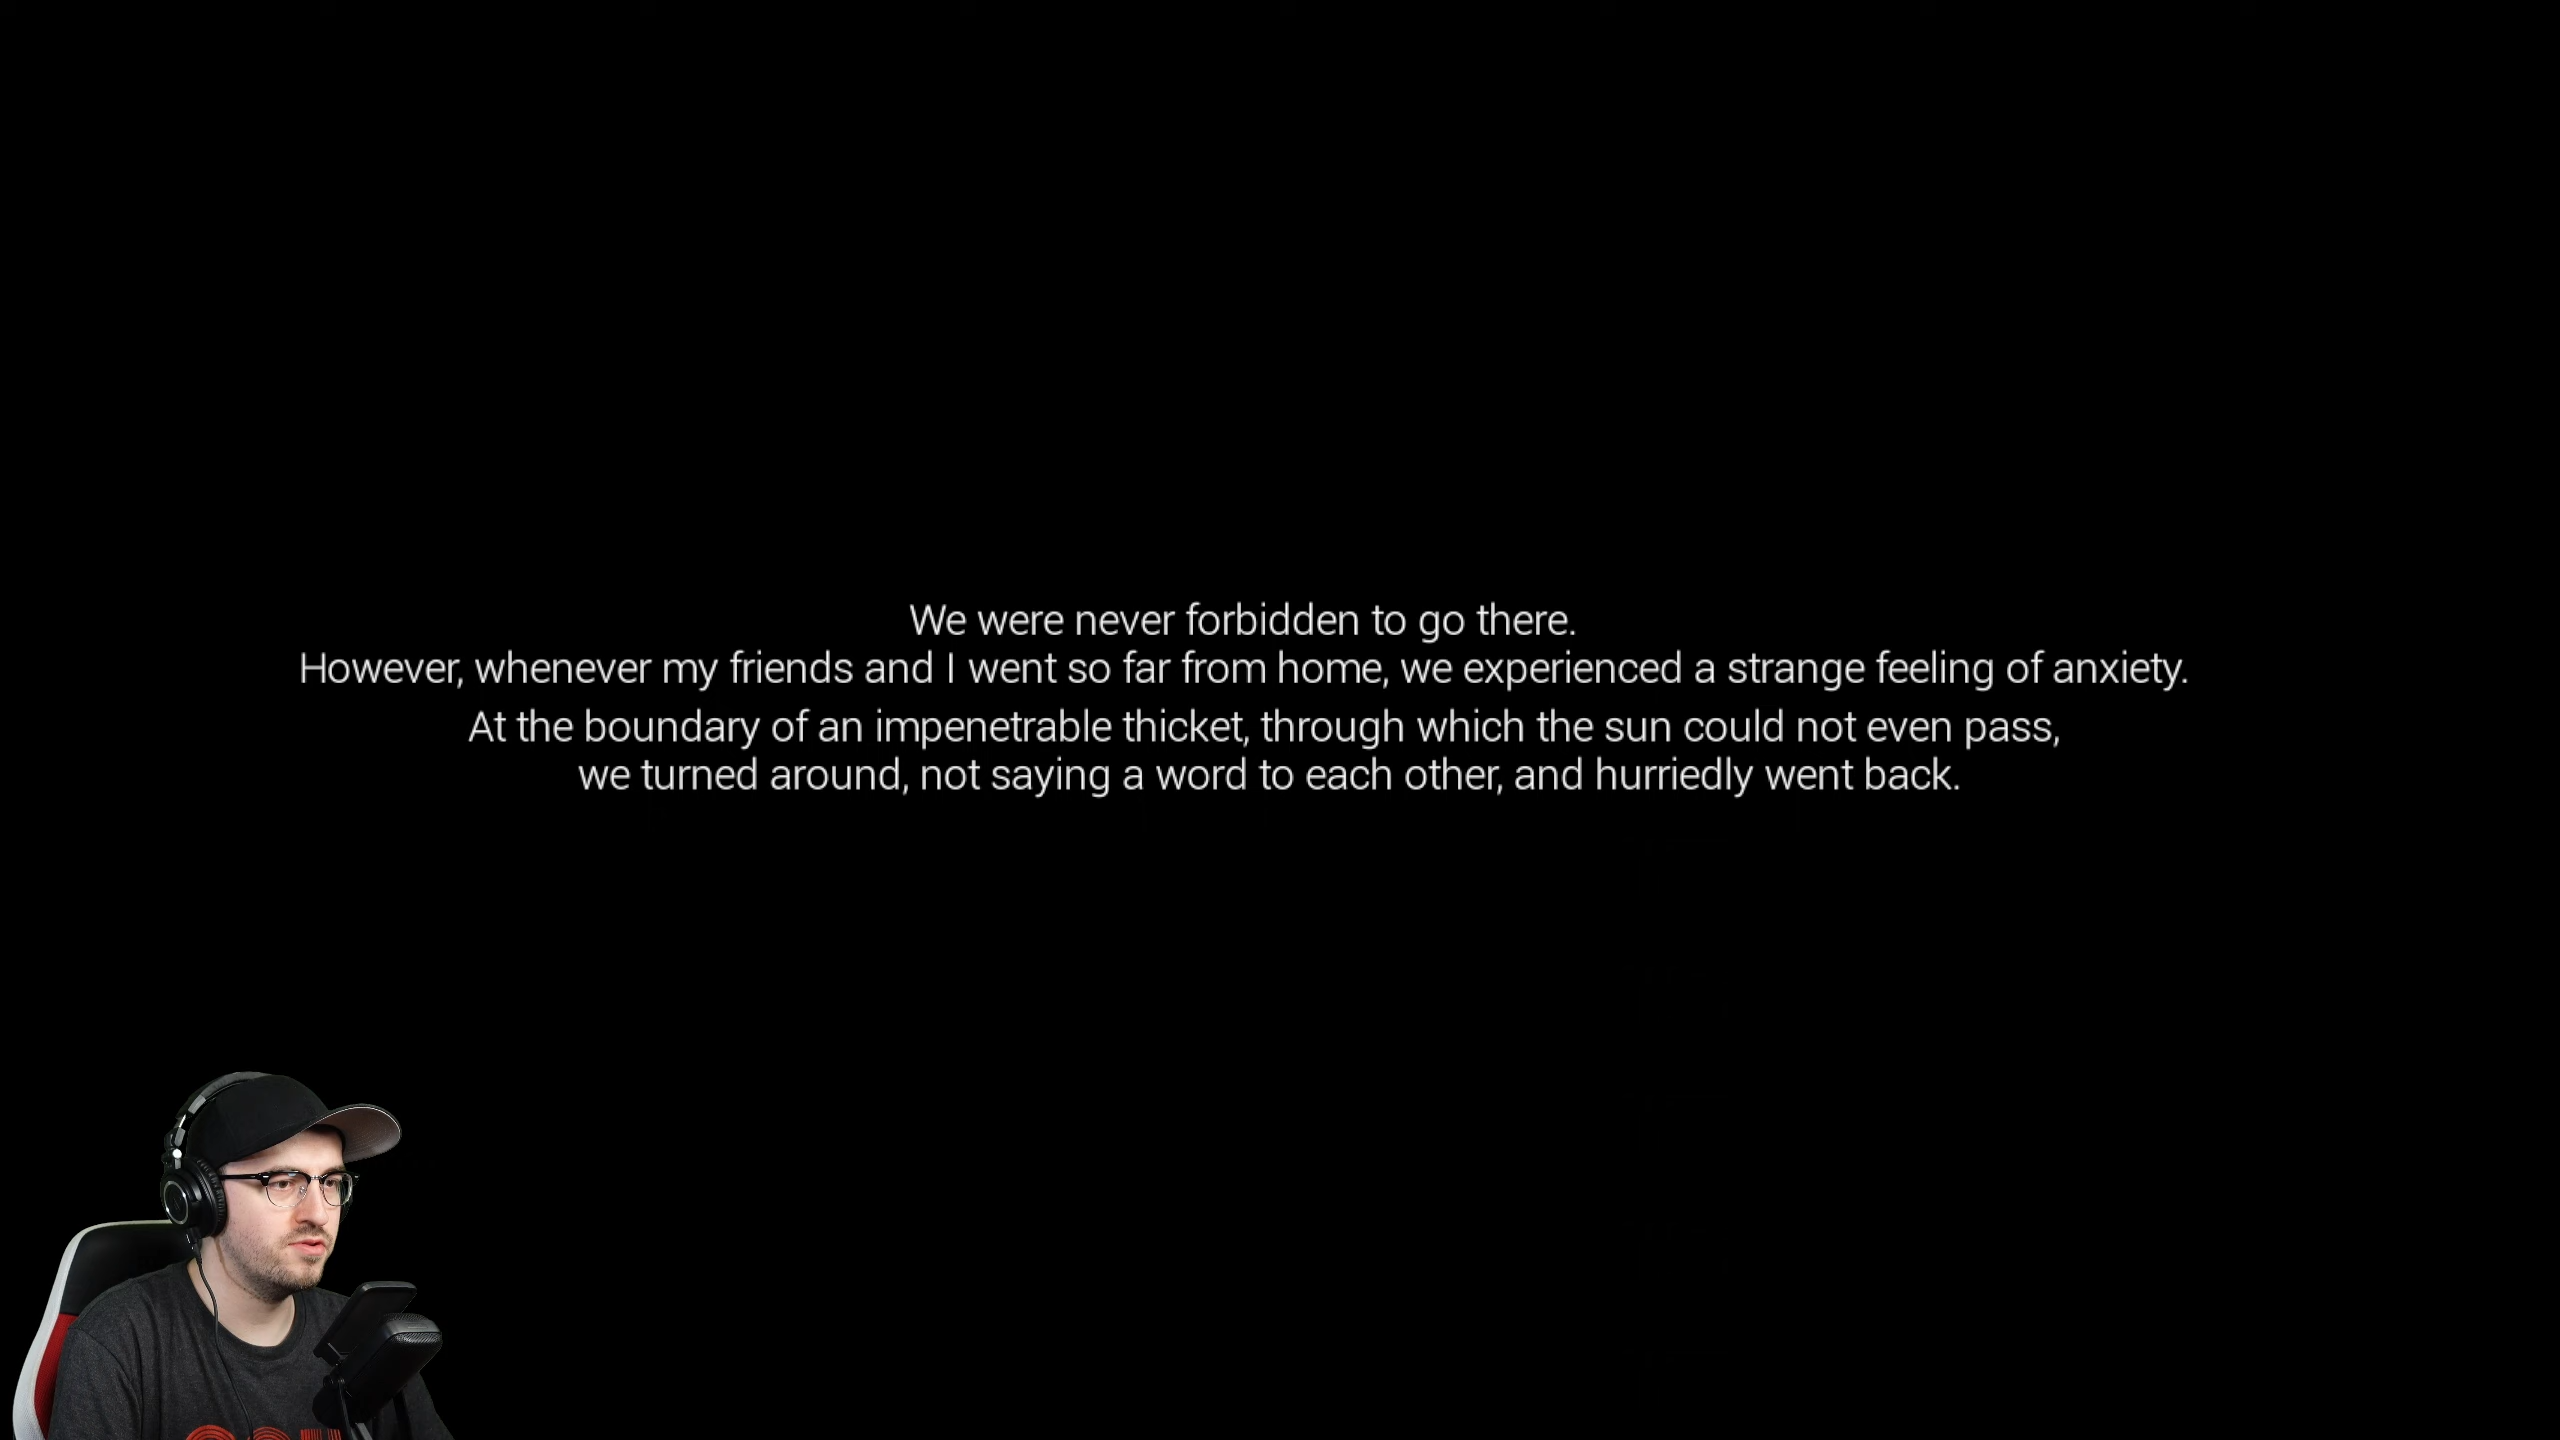 We were never forbidden to go there.
However, whenever my friends and I went so far from home, we experienced a strange feeling of anxiety.
At the boundary of an impenetrable thicket, through which the sun could not even pass,
we turned around, not saying a word to each other, and hurriedly went back.